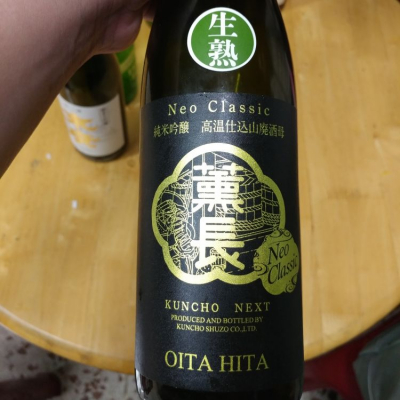 生熟
Neo Classic
純米吟醸 高温仕込山廃酒母
薫長
Neo
Classic
KUNCHO NEXT
PRODUCED AND BOTTLED BY
KUNCHO SHUZO CO.,LTD.
OITA HITA